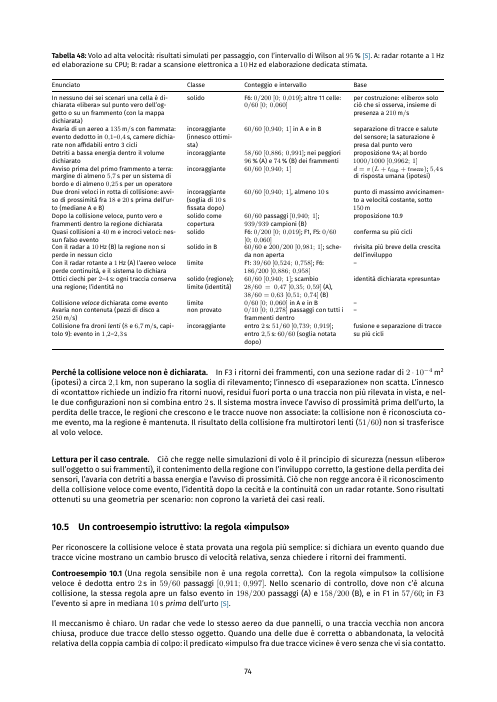 Tabella 48: Volo ad alta velocità: risultati simulati per passaggio, con l'intervallo di Wilson al 95 % [S]. A: radar rotante a 1 Hz
ed elaborazione su CPU; B: radar a scansione elettronica a 10 Hz ed elaborazione dedicata stimata.
Enunciato Classe Conteggio e intervallo Base
In nessuno dei sei scenari una cella è dichiarata «libera» sul punto vero dell'oggetto o su un frammento (con la mappa dichiarata) solido F6: 0/200 [0; 0,019]; altre 11 celle: 0/60 [0; 0,060] per costruzione: «libero» solo ciò che si osserva, insieme di presenza a 210 m/s
Avaria di un aereo a 135 m/s con fiammata: evento dedotto in 0,1–0,4 s, camere dichiarate non affidabili entro 3 cicli incoraggiante (innesco ottimista) 60/60 [0,940; 1] in A e in B separazione di tracce e salute del sensore; la saturazione è presa dal punto vero
Detriti a bassa energia dentro il volume dichiarato incoraggiante 58/60 [0,886; 0,991]; nei peggiori 96 % (A) e 74 % (B) dei frammenti proposizione 9.4; al bordo 1000/1000 [0,9962; 1]
Avviso prima del primo frammento a terra: margine di almeno 5,7 s per un sistema di bordo e di almeno 0,25 s per un operatore incoraggiante 60/60 [0,940; 1] d = v (L + t_fase + t_reaz); 5,4 s di risposta umana (ipotesi)
Due droni veloci in rotta di collisione: avviso di prossimità fra 18 e 20 s prima dell'urto (mediane A e B) incoraggiante (soglia di 10 s fissata dopo) 60/60 [0,940; 1], almeno 10 s punto di massimo avvicinamento a velocità costante, sotto 150 m
Dopo la collisione veloce, punto vero e frammenti dentro la regione dichiarata solido come copertura 60/60 passaggi [0,940; 1]; 939/939 campioni (B) proposizione 10.9
Quasi collisioni a 40 m e incroci veloci: nessun falso evento solido F6: 0/200 [0; 0,019]; F1, F5: 0/60 [0; 0,060] conferma su più cicli
Con il radar a 10 Hz (B) la regione non si perde in nessun ciclo solido in B 60/60 e 200/200 [0,981; 1]; scheda non aperta rivisita più breve della crescita dell'inviluppo
Con il radar rotante a 1 Hz (A) l'aereo veloce perde continuità, e il sistema lo dichiara limite F1: 39/60 [0,524; 0,758]; F6: 186/200 [0,886; 0,958] –
Ottici ciechi per 2–4 s: ogni traccia conserva una regione; l'identità no solido (regione); limite (identità) 60/60 [0,940; 1]; scambio 28/60 = 0,47 [0,35; 0,59] (A), 38/60 = 0,63 [0,51; 0,74] (B) identità dichiarata «presunta»
Collisione veloce dichiarata come evento limite 0/60 [0; 0,060] in A e in B –
Avaria non contenuta (pezzi di disco a 250 m/s) non provato 0/10 [0; 0,278] passaggi con tutti i frammenti dentro –
Collisione fra droni lenti (8 e 6,7 m/s, capitolo 9): evento in 1,2–2,3 s incoraggiante entro 2 s: 51/60 [0,739; 0,919]; entro 2,5 s: 60/60 (soglia notata dopo) fusione e separazione di tracce su più cicli
Perché la collisione veloce non è dichiarata. In F3 i ritorni dei frammenti, con una sezione radar di 2 · 10⁻⁴ m²
(ipotesi) a circa 2,1 km, non superano la soglia di rilevamento; l'innesco di «separazione» non scatta. L'innesco
di «contatto» richiede un indizio fra ritorni nuovi, residui fuori porta o una traccia non più rilevata in vista, e nelle due configurazioni non si combina entro 2 s. Il sistema mostra invece l'avviso di prossimità prima dell'urto, la
perdita delle tracce, le regioni che crescono e le tracce nuove non associate: la collisione non è riconosciuta come evento, ma la regione è mantenuta. Il risultato della collisione fra multirotori lenti (51/60) non si trasferisce
al volo veloce.
Lettura per il caso centrale. Ciò che regge nelle simulazioni di volo è il principio di sicurezza (nessun «libero»
sull'oggetto o sui frammenti), il contenimento della regione con l'inviluppo corretto, la gestione della perdita dei
sensori, l'avaria con detriti a bassa energia e l'avviso di prossimità. Ciò che non regge ancora è il riconoscimento
della collisione veloce come evento, l'identità dopo la cecità e la continuità con un radar rotante. Sono risultati
ottenuti su una geometria per scenario: non coprono la varietà dei casi reali.
10.5 Un controesempio istruttivo: la regola «impulso»
Per riconoscere la collisione veloce è stata provata una regola più semplice: si dichiara un evento quando due
tracce vicine mostrano un cambio brusco di velocità relativa, senza chiedere i ritorni dei frammenti.
Controesempio 10.1 (Una regola sensibile non è una regola corretta). Con la regola «impulso» la collisione
veloce è dedotta entro 2 s in 59/60 passaggi [0,911; 0,997]. Nello scenario di controllo, dove non c'è alcuna
collisione, la stessa regola apre un falso evento in 198/200 passaggi (A) e 158/200 (B), e in F1 in 57/60; in F3
l'evento si apre in mediana 10 s prima dell'urto [S].
Il meccanismo è chiaro. Un radar che vede lo stesso aereo da due pannelli, o una traccia vecchia non ancora
chiusa, produce due tracce dello stesso oggetto. Quando una delle due è corretta o abbandonata, la velocità
relativa della coppia cambia di colpo: il predicato «impulso fra due tracce vicine» è vero senza che vi sia contatto.
74